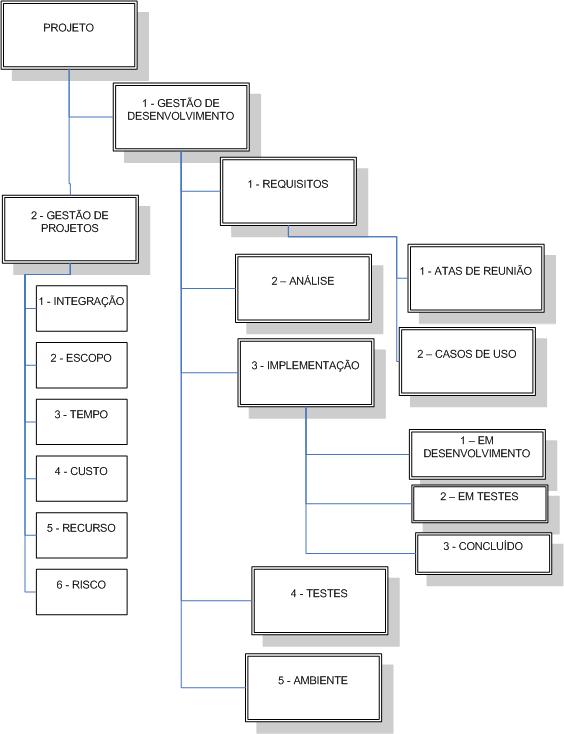 PROJETO
1 - GESTÃO DE
DESENVOLVIMENTO
1 - REQUISITOS
2 - GESTÃO DE
PROJETOS
1 - ATAS DE REUNIÃO
2 – ANÁLISE
1 - INTEGRAÇÃO
2 - ESCOPO
2 – CASOS DE USO
3 - IMPLEMENTAÇÃO
3 - TEMPO
1 – EM
DESENVOLVIMENTO
4 - CUSTO
2 – EM TESTES
5 - RECURSO
3 - CONCLUÍDO
6 - RISCO
4 - TESTES
5 - AMBIENTE